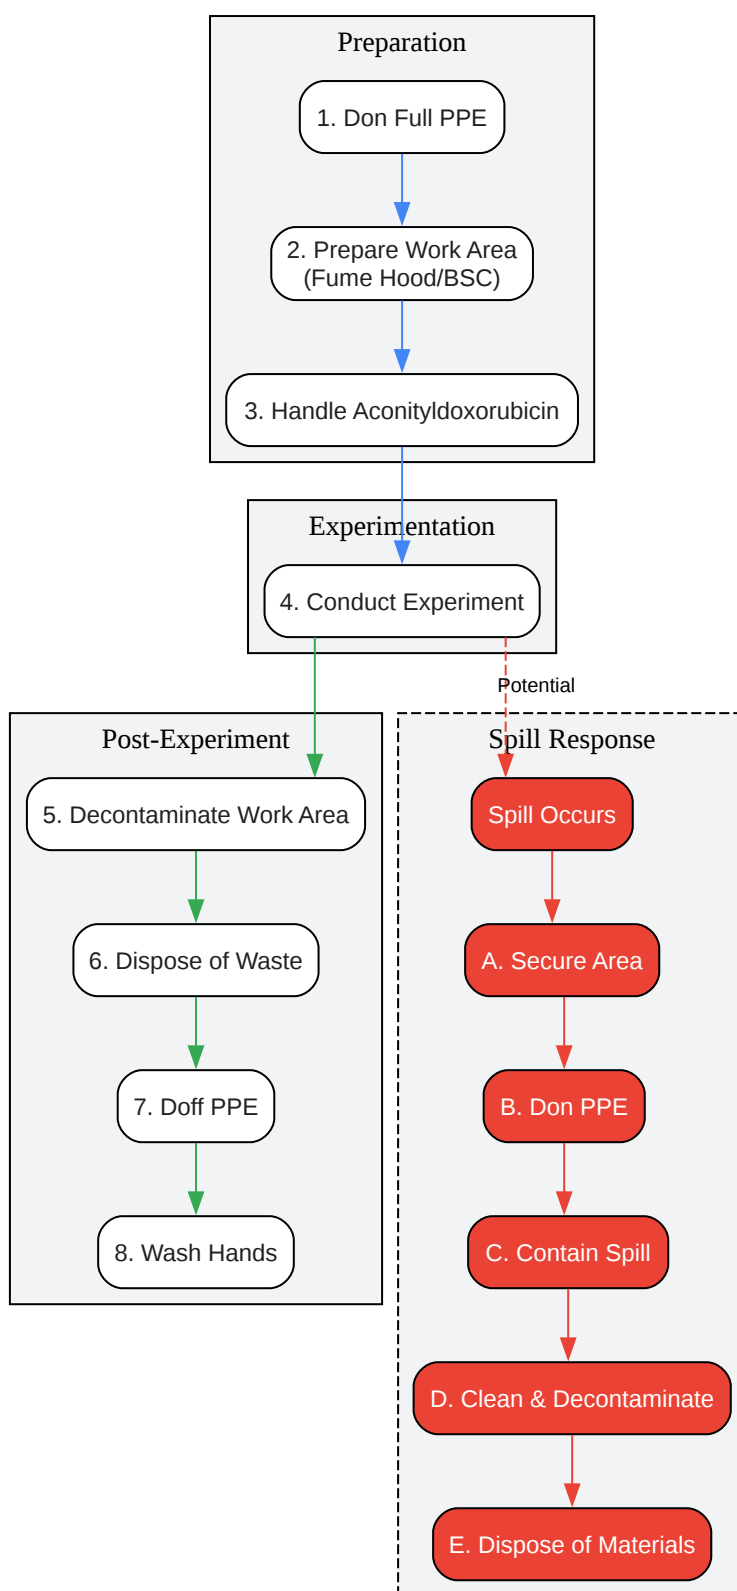 Preparation
1. Don Full PPE
2. Prepare Work Area
(Fume Hood/BSC)
3. Handle Aconityldoxorubicin
Experimentation
4. Conduct Experiment
Potential
Post-Experiment
5. Decontaminate Work Area
6. Dispose of Waste
7. Doff PPE
8. Wash Hands
Spill Response
Spill Occurs
A. Secure Area
B. Don PPE
C. Contain Spill
D. Clean & Decontaminate
E. Dispose of Materials